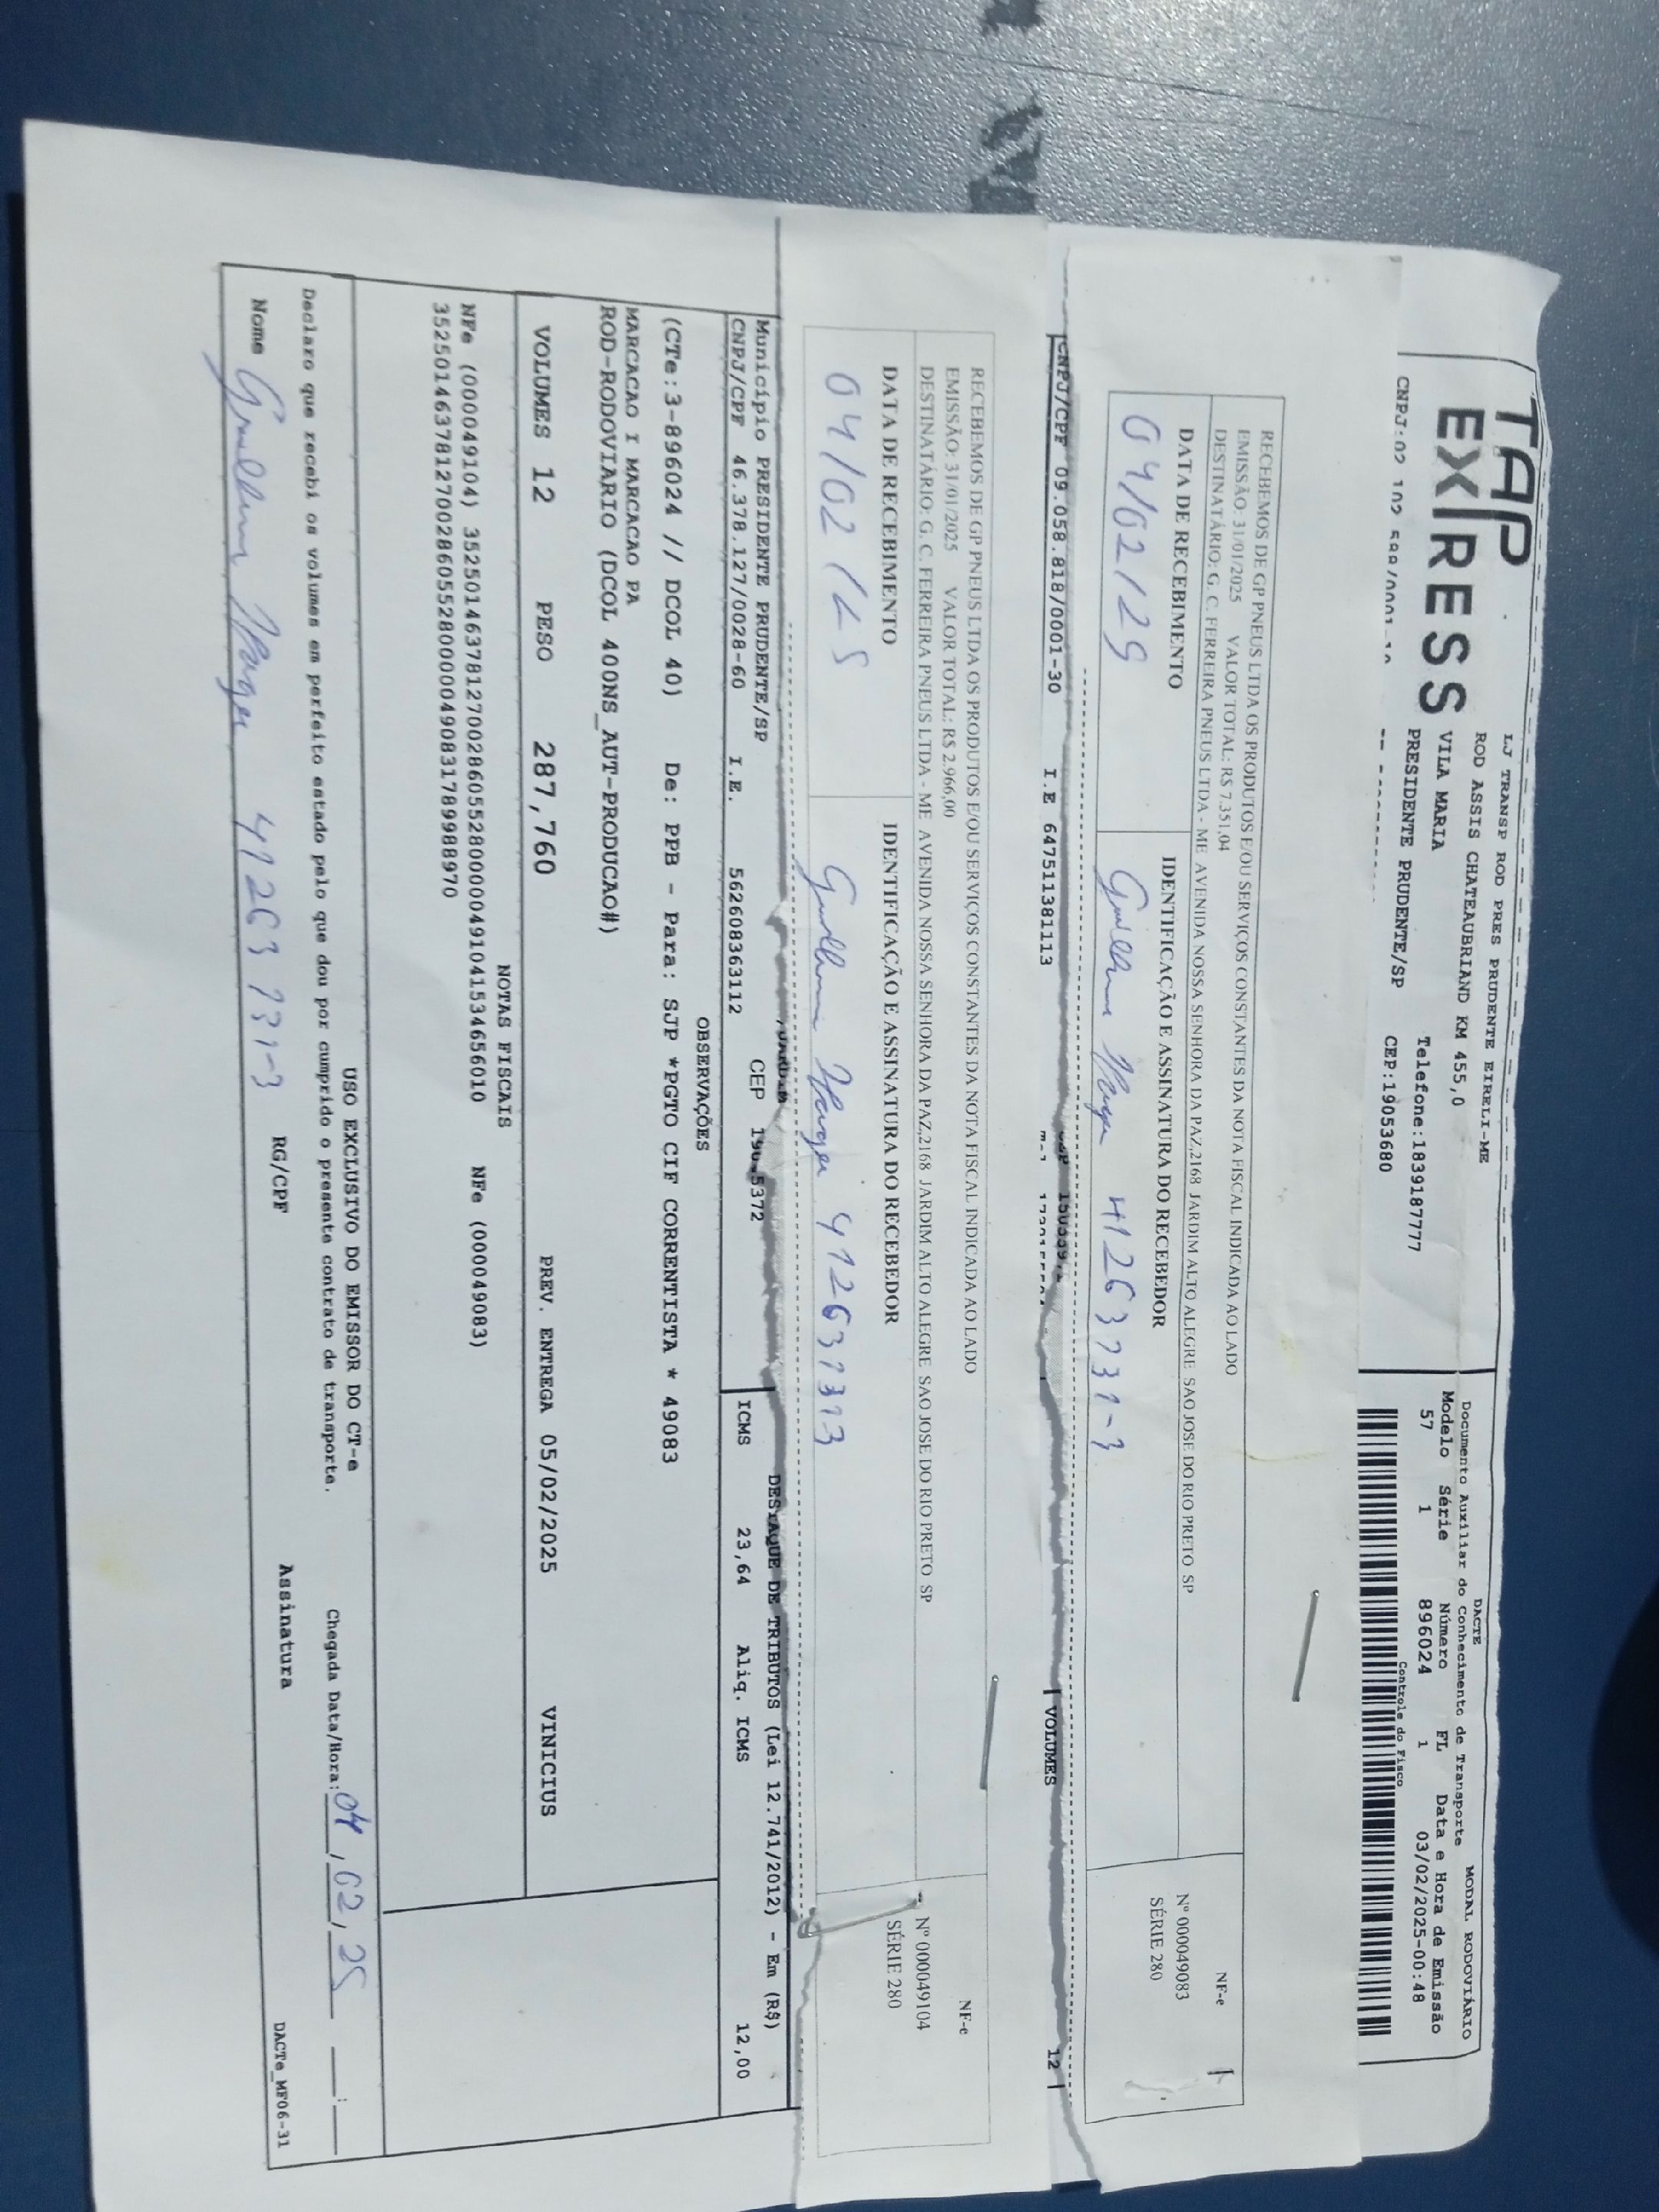 TAP
EXPRESS
LJ TRANSP ROD PRES PRUDENTE EIRELI-ME
ROD ASSIS CHATEAUBRIAND KM 455,0
VILA MARIA Telefone:1839187777
PRESIDENTE PRUDENTE/SP CEP:19053680
CNPJ:02
DACTE MODAL RODOVIÁRIO
Documento Auxiliar do Conhecimento de Transporte
Modelo Série Número FL Data e Hora de Emissão
57 1 896024 1 03/02/2025-00:48
Controle do Fisco
RECEBEMOS DE GP PNEUS LTDA OS PRODUTOS E/OU SERVIÇOS CONSTANTES DA NOTA FISCAL INDICADA AO LADO
EMISSÃO: 31/01/2025 VALOR TOTAL: R$ 7.351,04
DESTINATÁRIO: G. C. FERREIRA PNEUS LTDA - ME AVENIDA NOSSA SENHORA DA PAZ,2168 JARDIM ALTO ALEGRE SAO JOSE DO RIO PRETO SP
DATA DE RECEBIMENTO IDENTIFICAÇÃO E ASSINATURA DO RECEBEDOR
04/02/25
NF-e
Nº 000049083
SÉRIE 280
CNPJ/CPF 09.058.818/0001-30 I.E 647511381113 VOLUMES 12
RECEBEMOS DE GP PNEUS LTDA OS PRODUTOS E/OU SERVIÇOS CONSTANTES DA NOTA FISCAL INDICADA AO LADO
EMISSÃO: 31/01/2025 VALOR TOTAL: R$ 2.966,00
DESTINATÁRIO: G. C. FERREIRA PNEUS LTDA - ME AVENIDA NOSSA SENHORA DA PAZ,2168 JARDIM ALTO ALEGRE SAO JOSE DO RIO PRETO SP
DATA DE RECEBIMENTO IDENTIFICAÇÃO E ASSINATURA DO RECEBEDOR
04/02/25
NF-e
Nº 000049104
SÉRIE 280
Município PRESIDENTE PRUDENTE/SP CEP DESTAQUE DE TRIBUTOS (Lei 12.741/2012) - Em (R$)
CNPJ/CPF 46.378.127/0028-60 I.E. 562608363112 ICMS 23,64 Aliq. ICMS 12,00
OBSERVAÇÕES
(CTe:3-896024 // DCOL 40) De: PPB - Para: SJP *PGTO CIF CORRENTISTA * 49083
MARCACAO I MARCACAO PA
ROD-RODOVIARIO (DCOL 400NS_AUT-PRODUCAO#)
VOLUMES 12 PESO 287,760 PREV. ENTREGA 05/02/2025 VINICIUS
NOTAS FISCAIS
NFe (000049104) 35250146378127002860552800000491041534656010 NFe (000049083)
35250146378127002860552800000490831789988970
USO EXCLUSIVO DO EMISSOR DO CT-e
Declaro que recebi os volumes em perfeito estado pelo que dou por cumprido o presente contrato de transporte. Chegada Data/Hora: 04/02/25
Nome RG/CPF Assinatura
DACTe_MF06-31